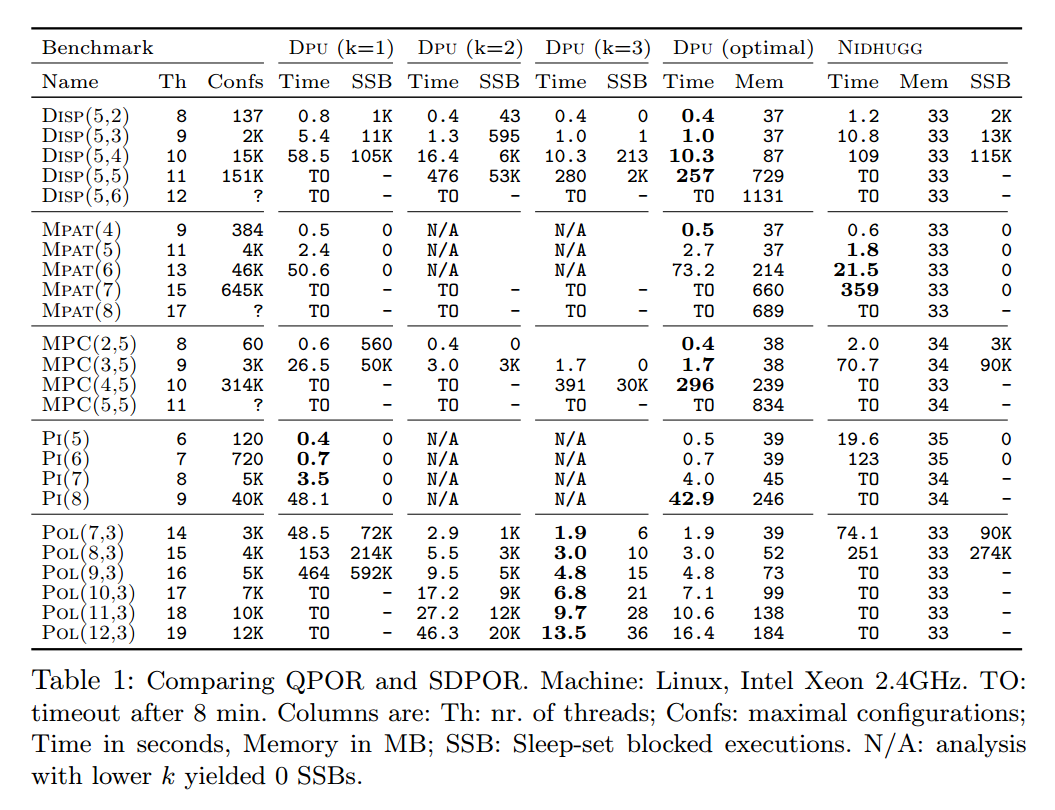 Benchmark DPU (k=1) DPU (k=2) DPU (k=3) DPU (optimal) NIDHUGG
Name Th Confs Time SSB Time SSB Time SSB Time Mem Time Mem SSB
DISP(5,2) 8 137 0.8 1K 0.4 43 0.4 0 0.4 37 1.2 33 2K
DISP(5,3) 9 2K 5.4 11K 1.3 595 1.0 1 1.0 37 10.8 33 13K
DISP(5,4) 10 15K 58.5 105K 16.4 6K 10.3 213 10.3 87 109 33 115K
DISP(5,5) 11 151K TO – 476 53K 280 2K 257 729 TO 33 –
DISP(5,6) 12 ? TO – TO – TO – TO 1131 TO 33 –
MPAT(4) 9 384 0.5 0 N/A N/A 0.5 37 0.6 33 0
MPAT(5) 11 4K 2.4 0 N/A N/A 2.7 37 1.8 33 0
MPAT(6) 13 46K 50.6 0 N/A N/A 73.2 214 21.5 33 0
MPAT(7) 15 645K TO – TO – TO – TO 660 359 33 0
MPAT(8) 17 ? TO – TO – TO – TO 689 TO 33 –
MPC(2,5) 8 60 0.6 560 0.4 0 0.4 38 2.0 34 3K
MPC(3,5) 9 3K 26.5 50K 3.0 3K 1.7 0 1.7 38 70.7 34 90K
MPC(4,5) 10 314K TO – TO – 391 30K 296 239 TO 33 –
MPC(5,5) 11 ? TO – TO – TO – TO 834 TO 34 –
PI(5) 6 120 0.4 0 N/A N/A 0.5 39 19.6 35 0
PI(6) 7 720 0.7 0 N/A N/A 0.7 39 123 35 0
PI(7) 8 5K 3.5 0 N/A N/A 4.0 45 TO 34 –
PI(8) 9 40K 48.1 0 N/A N/A 42.9 246 TO 34 –
POL(7,3) 14 3K 48.5 72K 2.9 1K 1.9 6 1.9 39 74.1 33 90K
POL(8,3) 15 4K 153 214K 5.5 3K 3.0 10 3.0 52 251 33 274K
POL(9,3) 16 5K 464 592K 9.5 5K 4.8 15 4.8 73 TO 33 –
POL(10,3) 17 7K TO – 17.2 9K 6.8 21 7.1 99 TO 33 –
POL(11,3) 18 10K TO – 27.2 12K 9.7 28 10.6 138 TO 33 –
POL(12,3) 19 12K TO – 46.3 20K 13.5 36 16.4 184 TO 33 –
Table 1: Comparing QPOR and SDPOR. Machine: Linux, Intel Xeon 2.4GHz. TO:
timeout after 8 min. Columns are: Th: nr. of threads; Confs: maximal configurations;
Time in seconds, Memory in MB; SSB: Sleep-set blocked executions. N/A: analysis
with lower k yielded 0 SSBs.